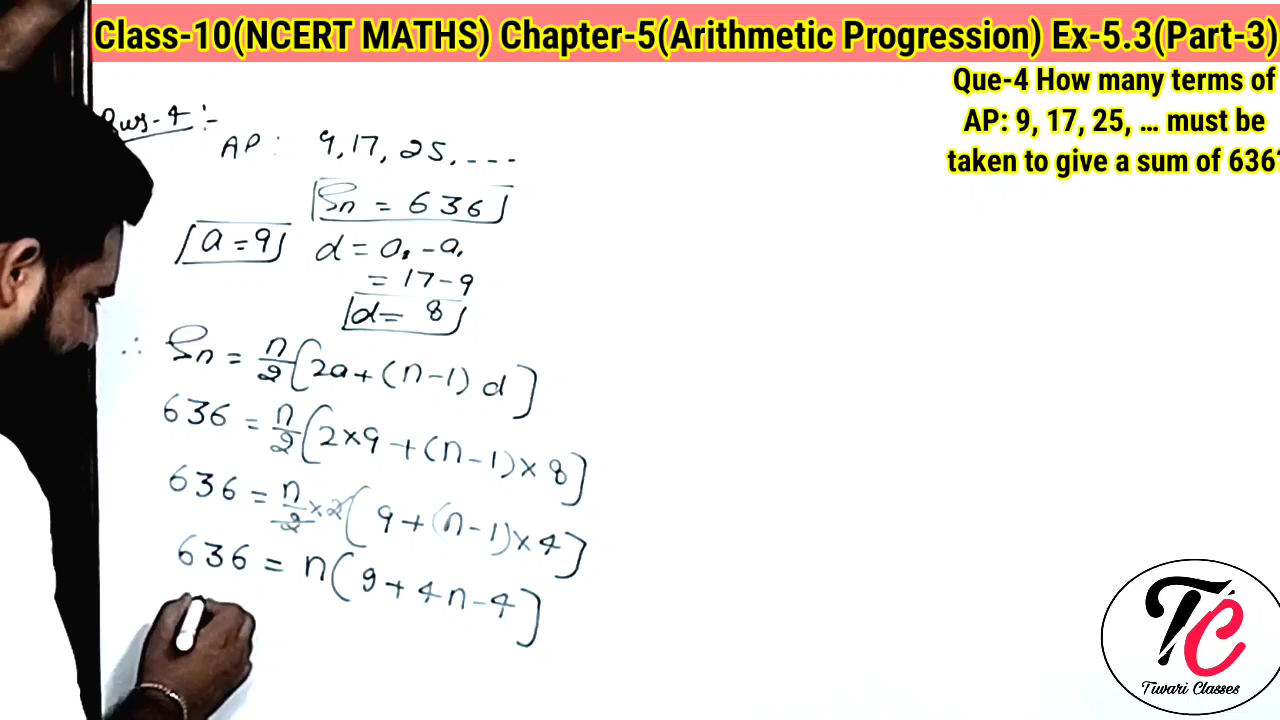 Class-10(NCERT MATHS) Chapter-5(Arithmetic Progression) Ex-5.3(Part-3)
Que-4 How many terms of
AP: 9, 17, 25, ... must be
taken to give a sum of 636?
Que-4 :-
AP : 9, 17, 25, ----
Sn = 636
a = 9 d = a₂ - a₁
= 17 - 9
d = 8
∴ Sn = n/2 [2a + (n-1) d]
636 = n/2 [2×9 + (n-1) × 8]
636 = n/2 × 2 [9 + (n-1) × 4]
636 = n [9 + 4n - 4]
TC
Tiwari Classes